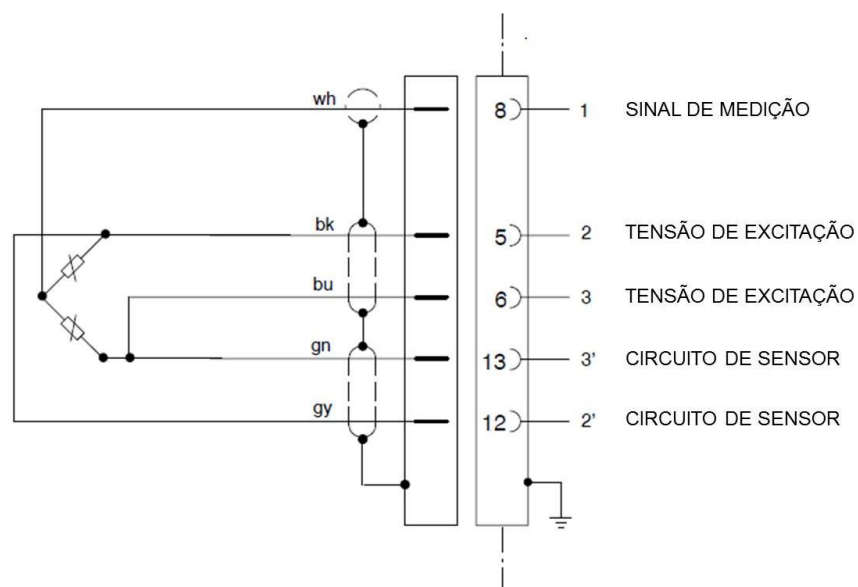 wh 8 1 SINAL DE MEDIÇÃO
bk 5 2 TENSÃO DE EXCITAÇÃO
bu 6 3 TENSÃO DE EXCITAÇÃO
gn 13 3' CIRCUITO DE SENSOR
gy 12 2' CIRCUITO DE SENSOR